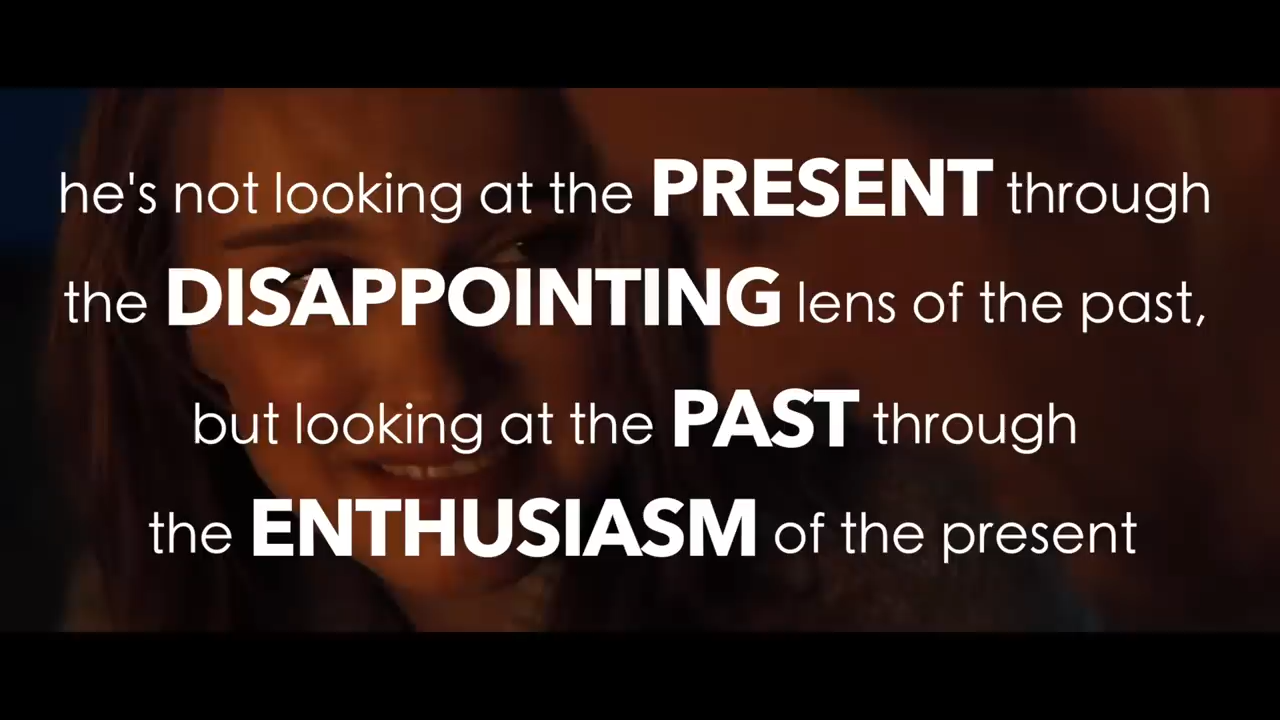 he's not looking at the PRESENT through
the DISAPPOINTING lens of the past,
but looking at the PAST through
the ENTHUSIASM of the present